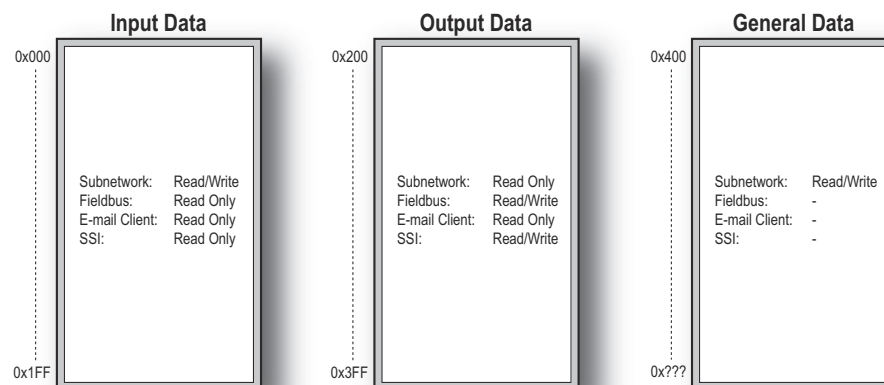 Input Data
0x000
Subnetwork: Read/Write
Fieldbus: Read Only
E-mail Client: Read Only
SSI: Read Only
0x1FF
Output Data
0x200
Subnetwork: Read Only
Fieldbus: Read/Write
E-mail Client: Read Only
SSI: Read/Write
0x3FF
General Data
0x400
Subnetwork: Read/Write
Fieldbus: -
E-mail Client: -
SSI: -
0x???